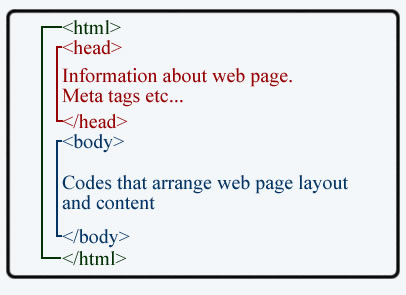 <html>
<head>
Information about web page.
Meta tags etc...
</head>
<body>
Codes that arrange web page layout
and content
</body>
</html>